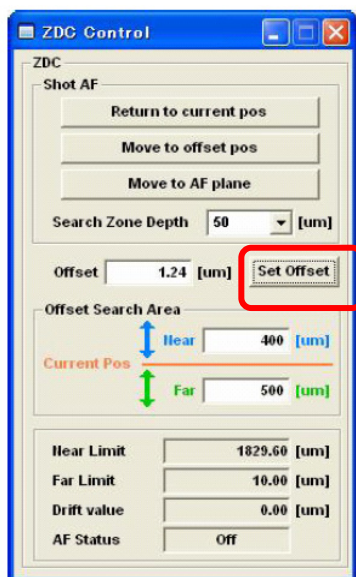 ZDC Control
ZDC
Shot AF
Return to current pos
Move to offset pos
Move to AF plane
Search Zone Depth 50 [um]
Offset 1.24 [um] Set Offset
Offset Search Area
Near 400 [um]
Current Pos
Far 500 [um]
Near Limit 1829.60 [um]
Far Limit 10.00 [um]
Drift value 0.00 [um]
AF Status Off